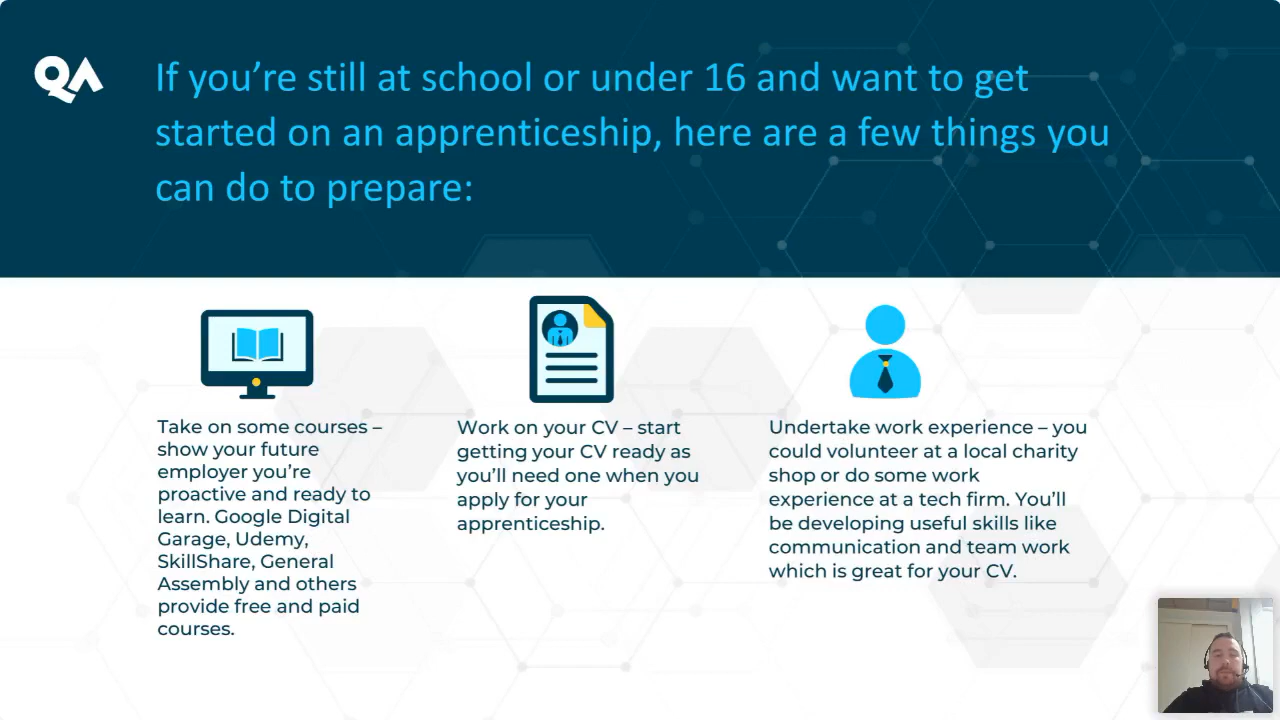 QA
If you’re still at school or under 16 and want to get
started on an apprenticeship, here are a few things you
can do to prepare:
Take on some courses –
show your future
employer you’re
proactive and ready to
learn. Google Digital
Garage, Udemy,
SkillShare, General
Assembly and others
provide free and paid
courses.
Work on your CV – start
getting your CV ready as
you’ll need one when you
apply for your
apprenticeship.
Undertake work experience – you
could volunteer at a local charity
shop or do some work
experience at a tech firm. You’ll
be developing useful skills like
communication and team work
which is great for your CV.